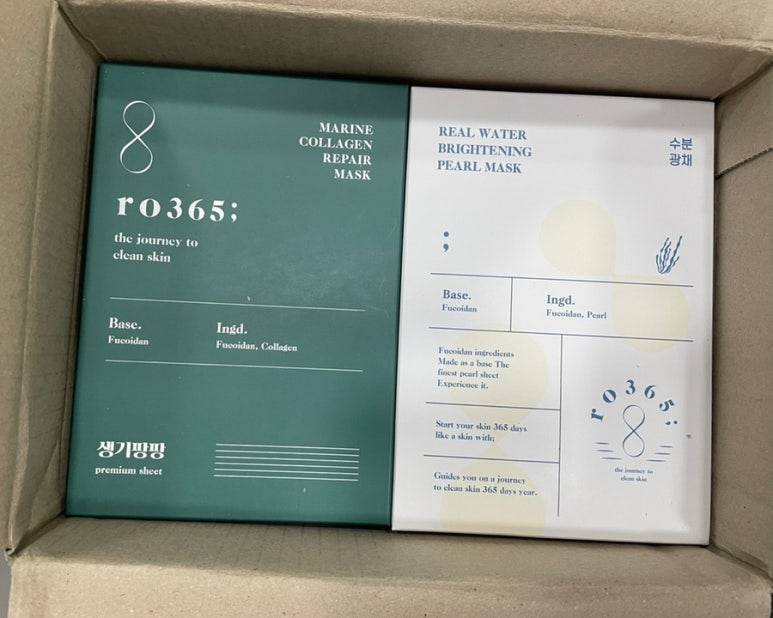 MARINE
COLLAGEN
REPAIR
MASK
ro365;
the journey to
clean skin
Base.
Fucoidan
Ingd.
Fucoidan, Collagen
생기팡팡
premium sheet
REAL WATER
BRIGHTENING
PEARL MASK
수분
광채
;
Base.
Fucoidan
Ingd.
Fucoidan, Pearl
Fucoidan ingredients
Made as a base The
finest pearl sheet
Experience it.
Start your skin 365 days
like a skin with;
Guides you on a journey
to clean skin 365 days year.
ro365;
the journey to
clean skin